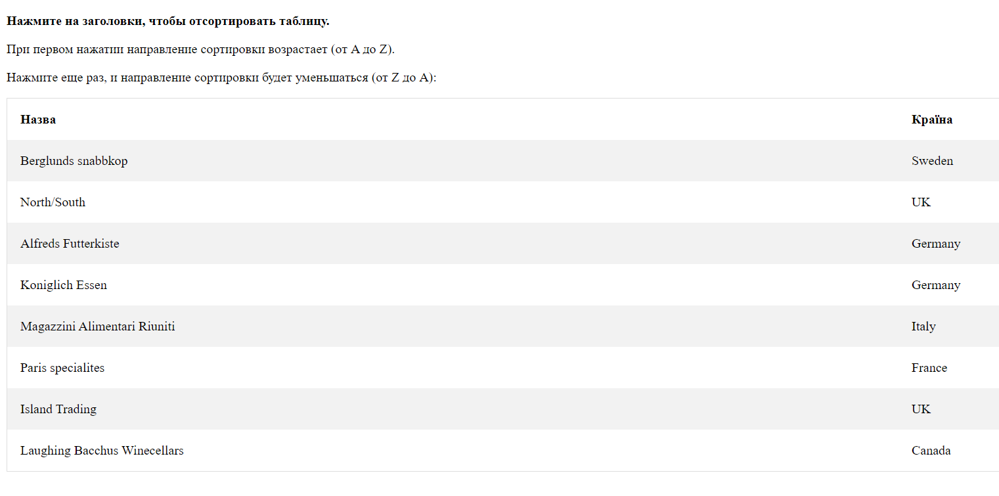 Нажмите на заголовки, чтобы отсортировать таблицу.
При первом нажатии направление сортировки возрастает (от A до Z).
Нажмите еще раз, и направление сортировки будет уменьшаться (от Z до A):
Назва Країна
Berglunds snabbkop Sweden
North/South UK
Alfreds Futterkiste Germany
Koniglich Essen Germany
Magazzini Alimentari Riuniti Italy
Paris specialites France
Island Trading UK
Laughing Bacchus Winecellars Canada